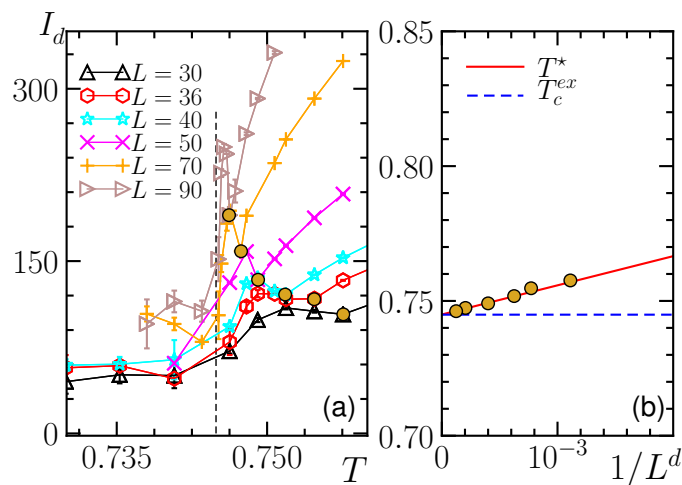 I_d
300
150
0
L = 30
L = 36
L = 40
L = 50
L = 70
L = 90
(a)
0.735
0.750
T
(b)
0.85
0.80
0.75
0.70
T^⋆
T_c^{ex}
0
10^{-3}
1/L^d